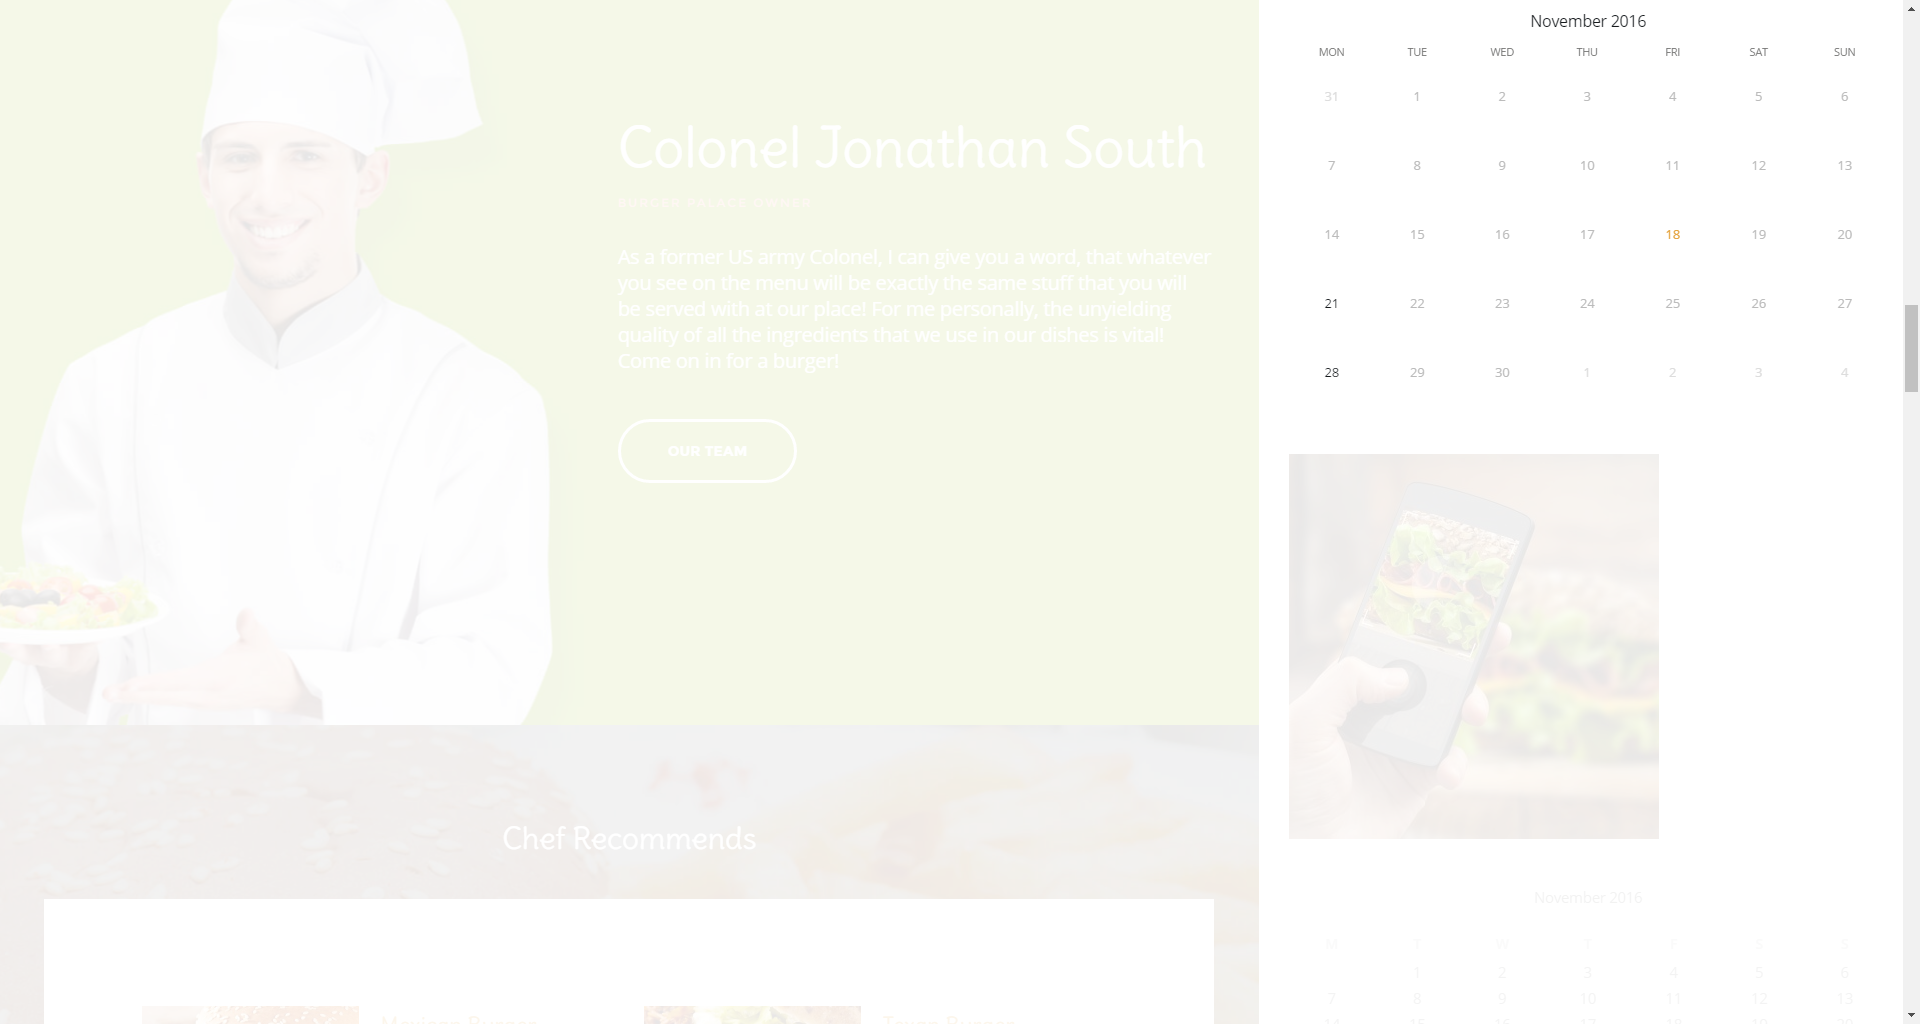 Colonel Jonathan South
BURGER PALACE OWNER
As a former US army Colonel, I can give you a word, that whatever
you see on the menu will be exactly the same stuff that you will
be served with at our place! For me personally, the unyielding
quality of all the ingredients that we use in our dishes is vital!
Come on in for a burger!
OUR TEAM
Chef Recommends
November 2016
MON TUE WED THU FRI SAT SUN
31 1 2 3 4 5 6
7 8 9 10 11 12 13
14 15 16 17 18 19 20
21 22 23 24 25 26 27
28 29 30 1 2 3 4
November 2016
M T W T F S S
1 2 3 4 5 6
7 8 9 10 11 12 13